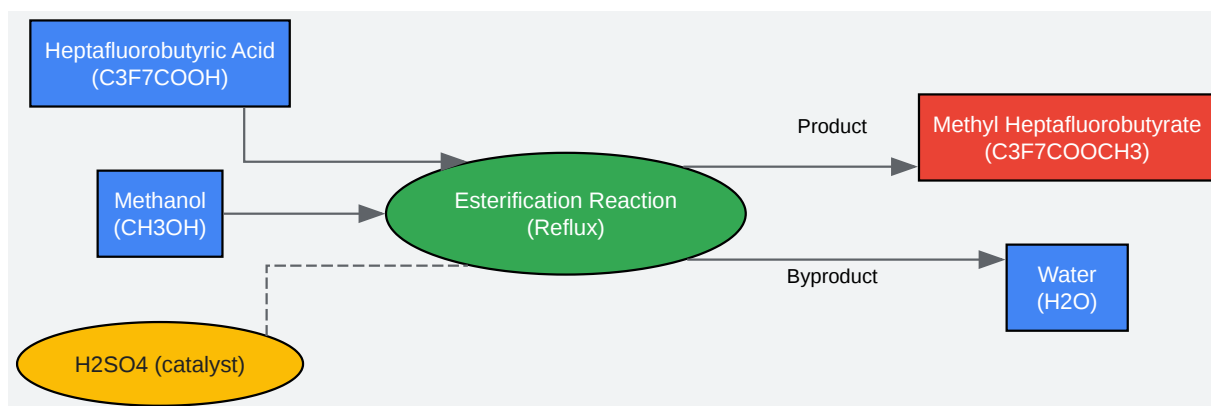 Heptafluorobutyric Acid
(C3F7COOH)
Methanol
(CH3OH)
H2SO4 (catalyst)
Esterification Reaction
(Reflux)
Product
Byproduct
Methyl Heptafluorobutyrate
(C3F7COOCH3)
Water
(H2O)